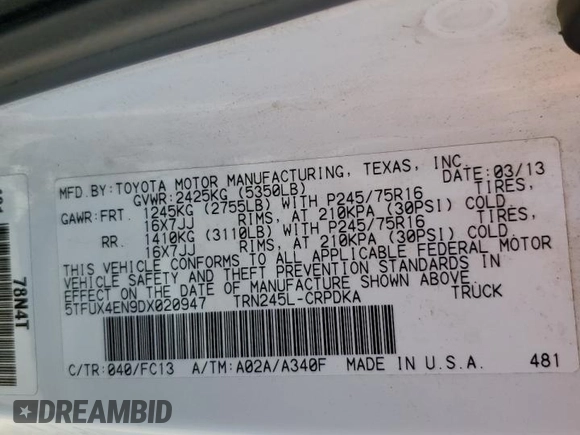 MFD.BY:TOYOTA MOTOR MANUFACTURING, TEXAS, INC. DATE:03/13
GVWR:2425KG (5350LB)
GAWR:FRT. 1245KG (2755LB) WITH P245/75R16 TIRES,
16X7JJ RIMS, AT 210KPA (30PSI) COLD
RR. 1410KG (3110LB) WITH P245/75R16 TIRES,
16X7JJ RIMS, AT 210KPA (30PSI) COLD.
THIS VEHICLE CONFORMS TO ALL APPLICABLE FEDERAL MOTOR
VEHICLE SAFETY AND THEFT PREVENTION STANDARDS IN
EFFECT ON THE DATE OF MANUFACTURE SHOWN ABOVE.
5TFUX4EN9DX020947 TRN245L-CRPDKA TRUCK
C/TR:040/FC13 A/TM:A02A/A340F MADE IN U.S.A. 481
78N4T
DREAMBID